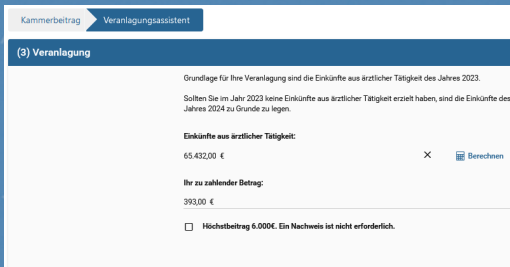 Kammerbeitrag Veranlagungsassistent
(3) Veranlagung
Grundlage für Ihre Veranlagung sind die Einkünfte aus ärztlicher Tätigkeit des Jahres 2023.
Sollten Sie im Jahr 2023 keine Einkünfte aus ärztlicher Tätigkeit erzielt haben, sind die Einkünfte des
Jahres 2024 zu Grunde zu legen.
Einkünfte aus ärztlicher Tätigkeit:
65.432,00 € Berechnen
Ihr zu zahlender Betrag:
393,00 €
Höchstbeitrag 6.000€. Ein Nachweis ist nicht erforderlich.